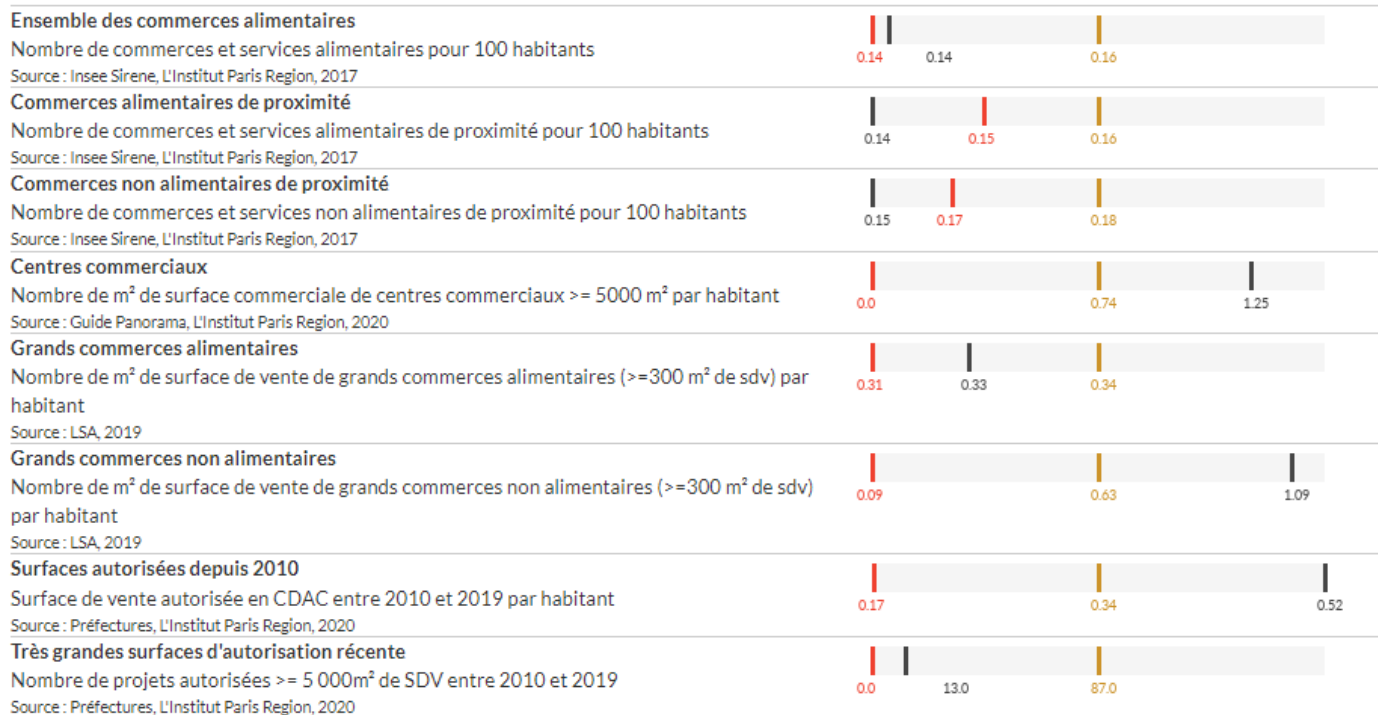 Ensemble des commerces alimentaires
Nombre de commerces et services alimentaires pour 100 habitants
Source : Insee Sirene, L'Institut Paris Region, 2017
0.14 0.14 0.16
Commerces alimentaires de proximité
Nombre de commerces et services alimentaires de proximité pour 100 habitants
Source : Insee Sirene, L'Institut Paris Region, 2017
0.14 0.15 0.16
Commerces non alimentaires de proximité
Nombre de commerces et services non alimentaires de proximité pour 100 habitants
Source : Insee Sirene, L'Institut Paris Region, 2017
0.15 0.17 0.18
Centres commerciaux
Nombre de m² de surface commerciale de centres commerciaux >= 5000 m² par habitant
Source : Guide Panorama, L'Institut Paris Region, 2020
0.0 0.74 1.25
Grands commerces alimentaires
Nombre de m² de surface de vente de grands commerces alimentaires (>=300 m² de sdv) par
habitant
Source : LSA, 2019
0.31 0.33 0.34
Grands commerces non alimentaires
Nombre de m² de surface de vente de grands commerces non alimentaires (>=300 m² de sdv)
par habitant
Source : LSA, 2019
0.09 0.63 1.09
Surfaces autorisées depuis 2010
Surface de vente autorisée en CDAC entre 2010 et 2019 par habitant
Source : Préfectures, L'Institut Paris Region, 2020
0.17 0.34 0.52
Très grandes surfaces d'autorisation récente
Nombre de projets autorisées >= 5 000m² de SDV entre 2010 et 2019
Source : Préfectures, L'Institut Paris Region, 2020
0.0 13.0 87.0